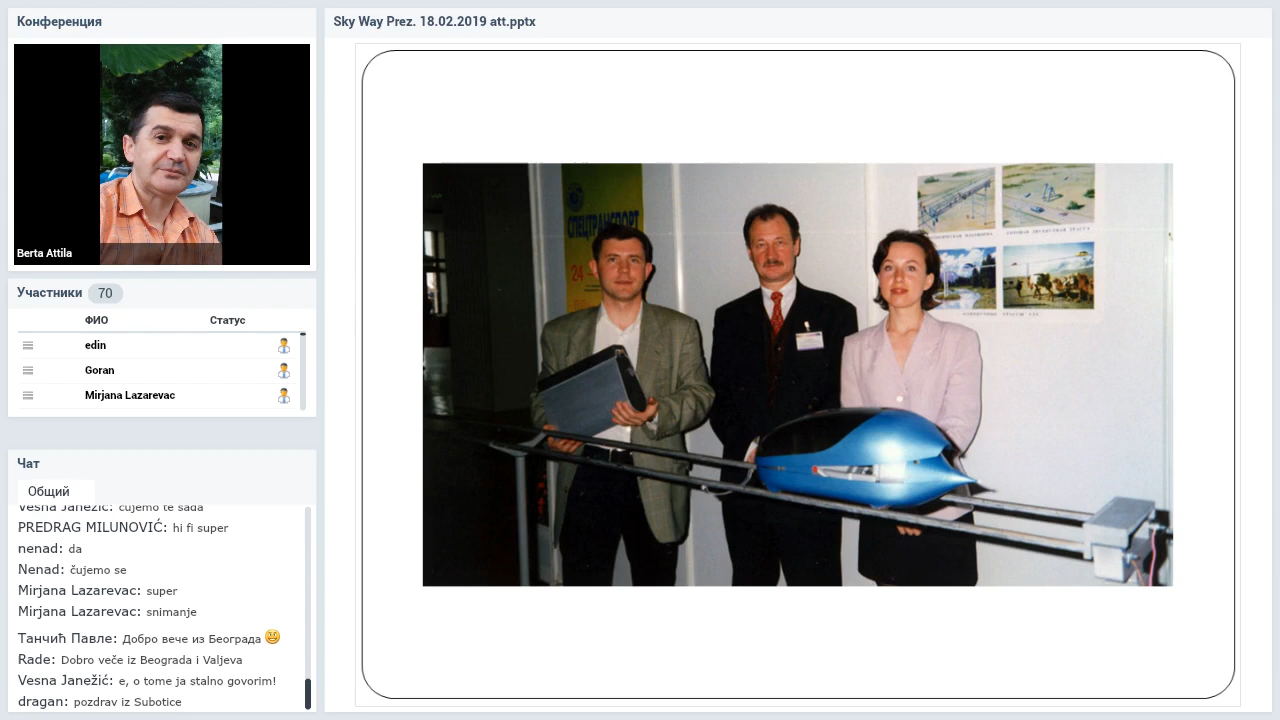 Конференция
Berta Attila
Участники 70
ФИО Статус
edin
Goran
Mirjana Lazarevac
Чат
Общий
Vesna Janežić: čujemo te sada
PREDRAG MILUNOVIĆ: hi fi super
nenad: da
Nenad: čujemo se
Mirjana Lazarevac: super
Mirjana Lazarevac: snimanje
Танчић Павле: Добро вече из Београда
Rade: Dobro veče iz Beograda i Valjeva
Vesna Janežić: e, o tome ja stalno govorim!
dragan: pozdrav iz Subotice
Sky Way Prez. 18.02.2019 att.pptx
СПЕЦТРАНСПОРТ
24